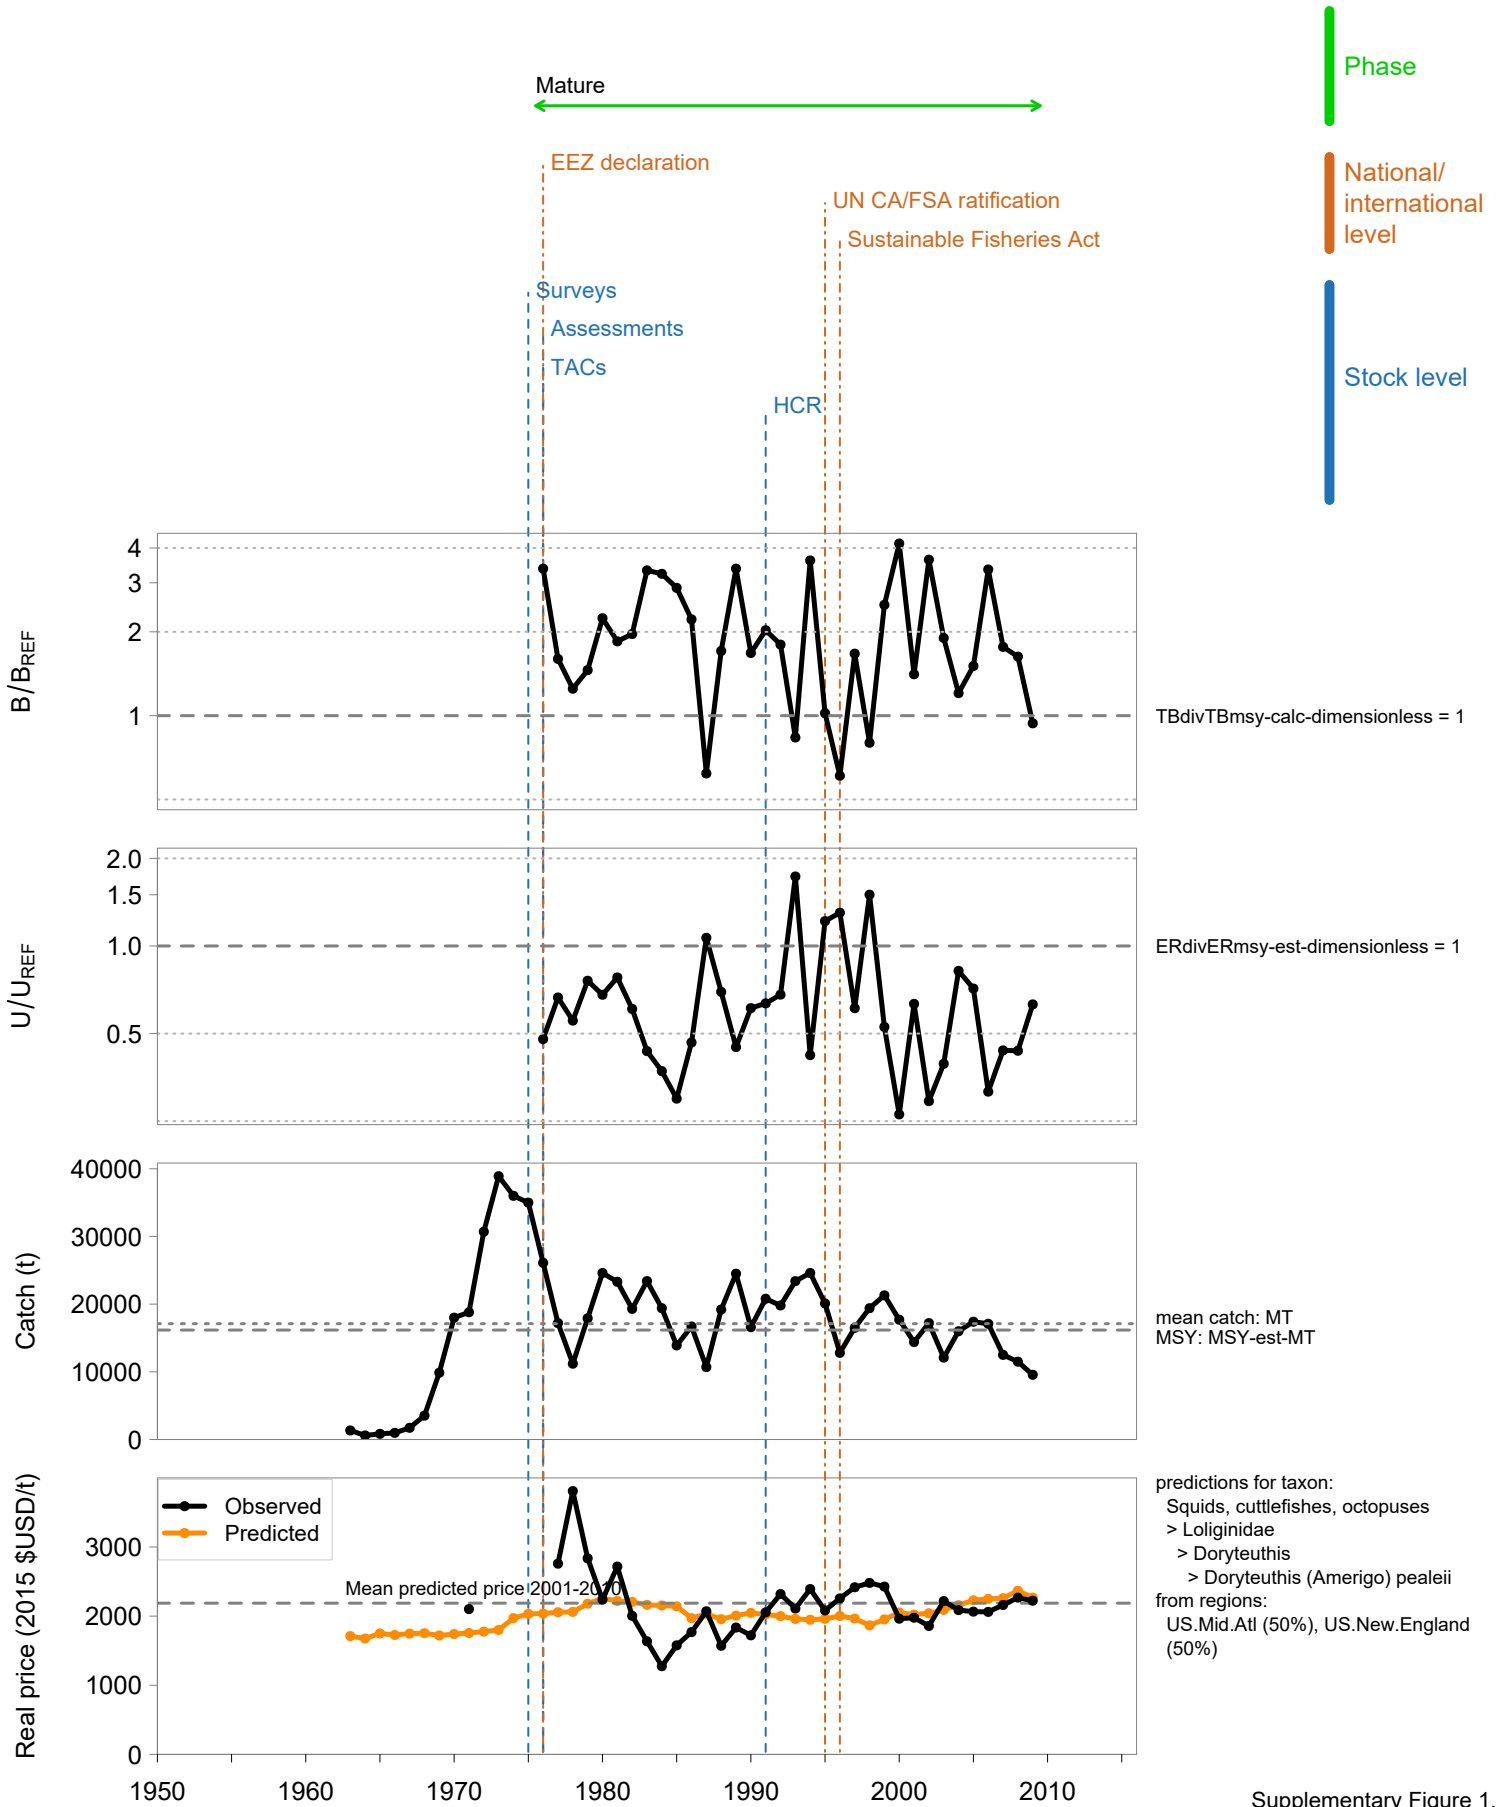 Phase
Mature
EEZ declaration
National/
international
level
UN CA/FSA ratification
Sustainable Fisheries Act
Surveys
Assessments
TACs
Stock level
HCR
4
3
2
1
B/BREF
TBdivTBmsy-calc-dimensionless = 1
2.0
1.5
1.0
0.5
U/UREF
ERdivERmsy-est-dimensionless = 1
40000
30000
20000
10000
0
Catch (t)
mean catch: MT
MSY: MSY-est-MT
Real price (2015 $USD/t)
3000
2000
1000
0
Observed
Predicted
Mean predicted price 2001-2010
predictions for taxon:
Squids, cuttlefishes, octopuses
> Loliginidae
> Doryteuthis
> Doryteuthis (Amerigo) pealeii
from regions:
US.Mid.Atl (50%), US.New.England
(50%)
1950 1960 1970 1980 1990 2000 2010
Supplementary Figure 1.